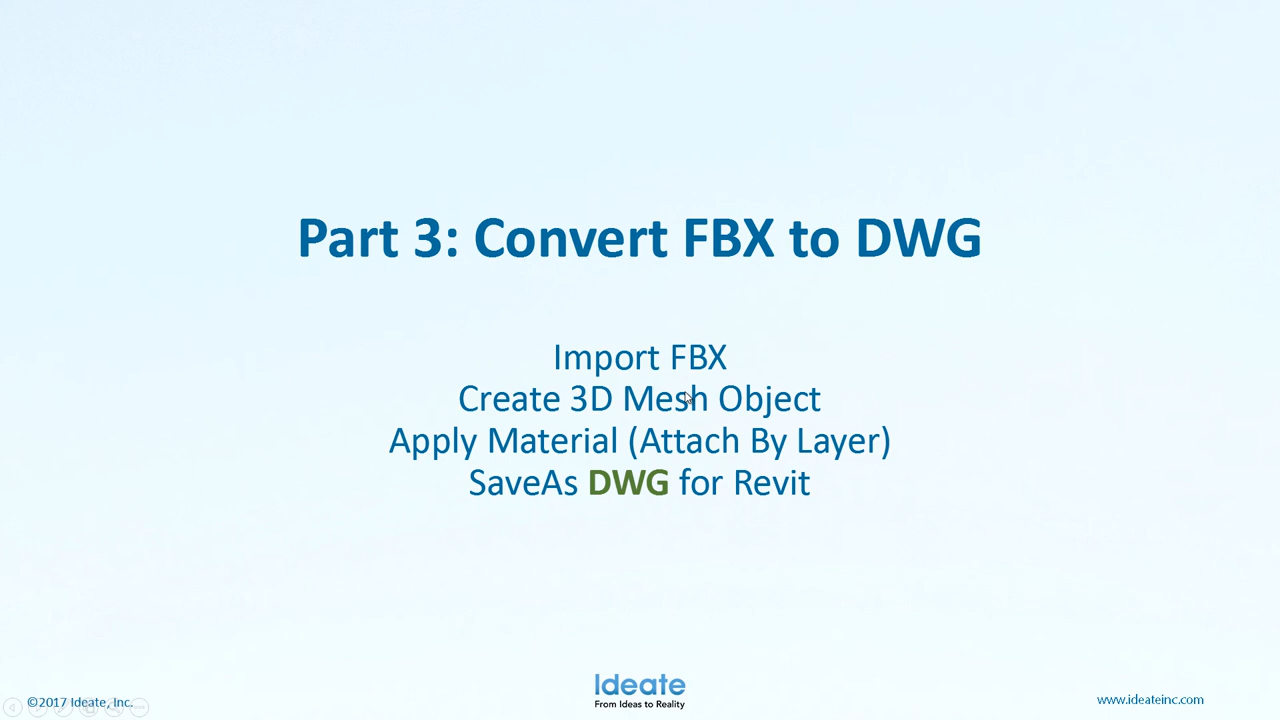 Part 3: Convert FBX to DWG
Import FBX
Create 3D Mesh Object
Apply Material (Attach By Layer)
SaveAs DWG for Revit
©2017 Ideate, Inc.
Ideate
From Ideas to Reality
www.ideateinc.com